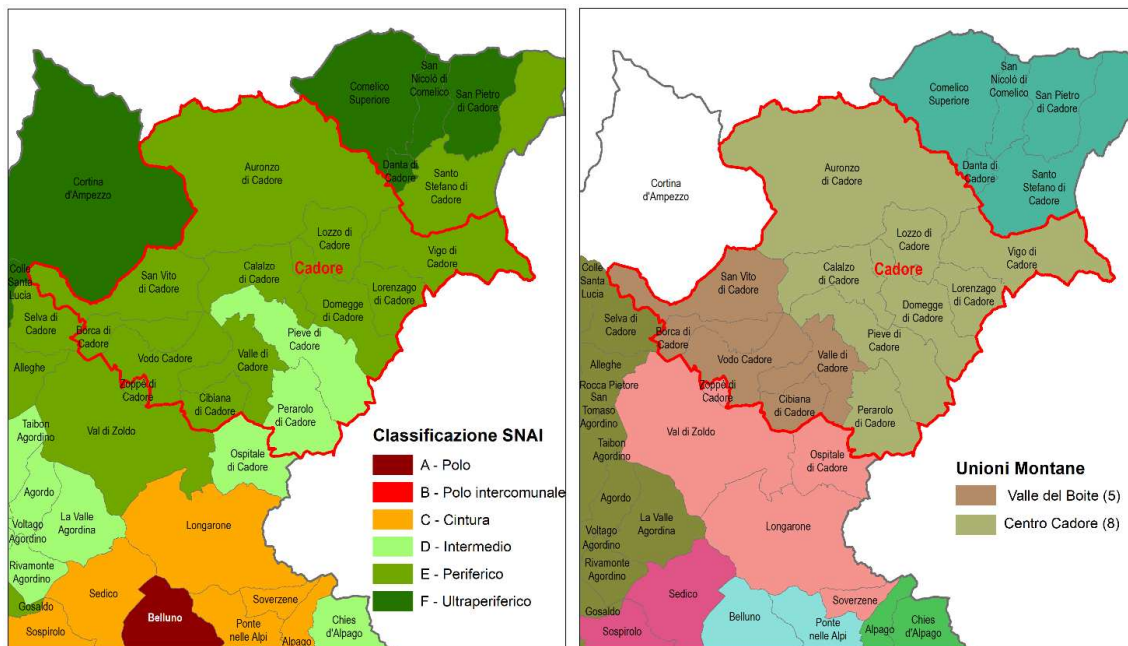 San
Nicoló di
Comelico
Comelico
Superiore
San Pietro
di Cadore
Danta di
Cadore
Santo
Stefano di
Cadore
Auronzo
di Cadore
Cortina
d'Ampezzo
Lozzo di
Cadore
Vigo di
Cadore
Cadore
Calalzo di
Cadore
San Vito
di Cadore
Lorenzago di
Cadore
Domegge
di Cadore
Colle
Santa
Lucia
Selva di
Cadore
Borca di
Cadore
Pieve di
Cadore
Vodo Cadore
Valle di
Cadore
Alleghe
Zoppè di
Cadore
Cibiana di
Cadore
Perarolo
di Cadore
Val di Zoldo
Taibon
Agordino
Ospitale
di Cadore
Agordo
La Valle
Agordina
Voltago
Agordino
Longarone
Rivamonte
Agordino
Sedico
Soverzene
Gosaldo
Belluno
Ponte
nelle Alpi
Sospirolo
Alpago
Chies
d'Alpago
Classificazione SNAI
A - Polo
B - Polo intercomunale
C - Cintura
D - Intermedio
E - Periferico
F - Ultraperiferico
San
Nicoló di
Comelico
Comelico
Superiore
San Pietro
di Cadore
Danta di
Cadore
Santo
Stefano di
Cadore
Auronzo
di Cadore
Cortina
d'Ampezzo
Lozzo di
Cadore
Vigo di
Cadore
Cadore
Calalzo di
Cadore
San Vito
di Cadore
Lorenzago di
Cadore
Domegge
di Cadore
Colle
Santa
Lucia
Selva di
Cadore
Borca di
Cadore
Pieve di
Cadore
Vodo Cadore
Valle di
Cadore
Alleghe
Zoppè di
Cadore
Cibiana di
Cadore
Perarolo di
Cadore
Rocca Pietore
San
Tomaso
Agordino
Val di Zoldo
Taibon
Agordino
Ospitale
di Cadore
Agordo
La Valle
Agordina
Voltago
Agordino
Longarone
Rivamonte
Agordino
Sedico
Soverzene
Gosaldo
Belluno
Ponte
nelle Alpi
Sospirolo
Alpago
Chies
d'Alpago
Unioni Montane
Valle del Boite (5)
Centro Cadore (8)